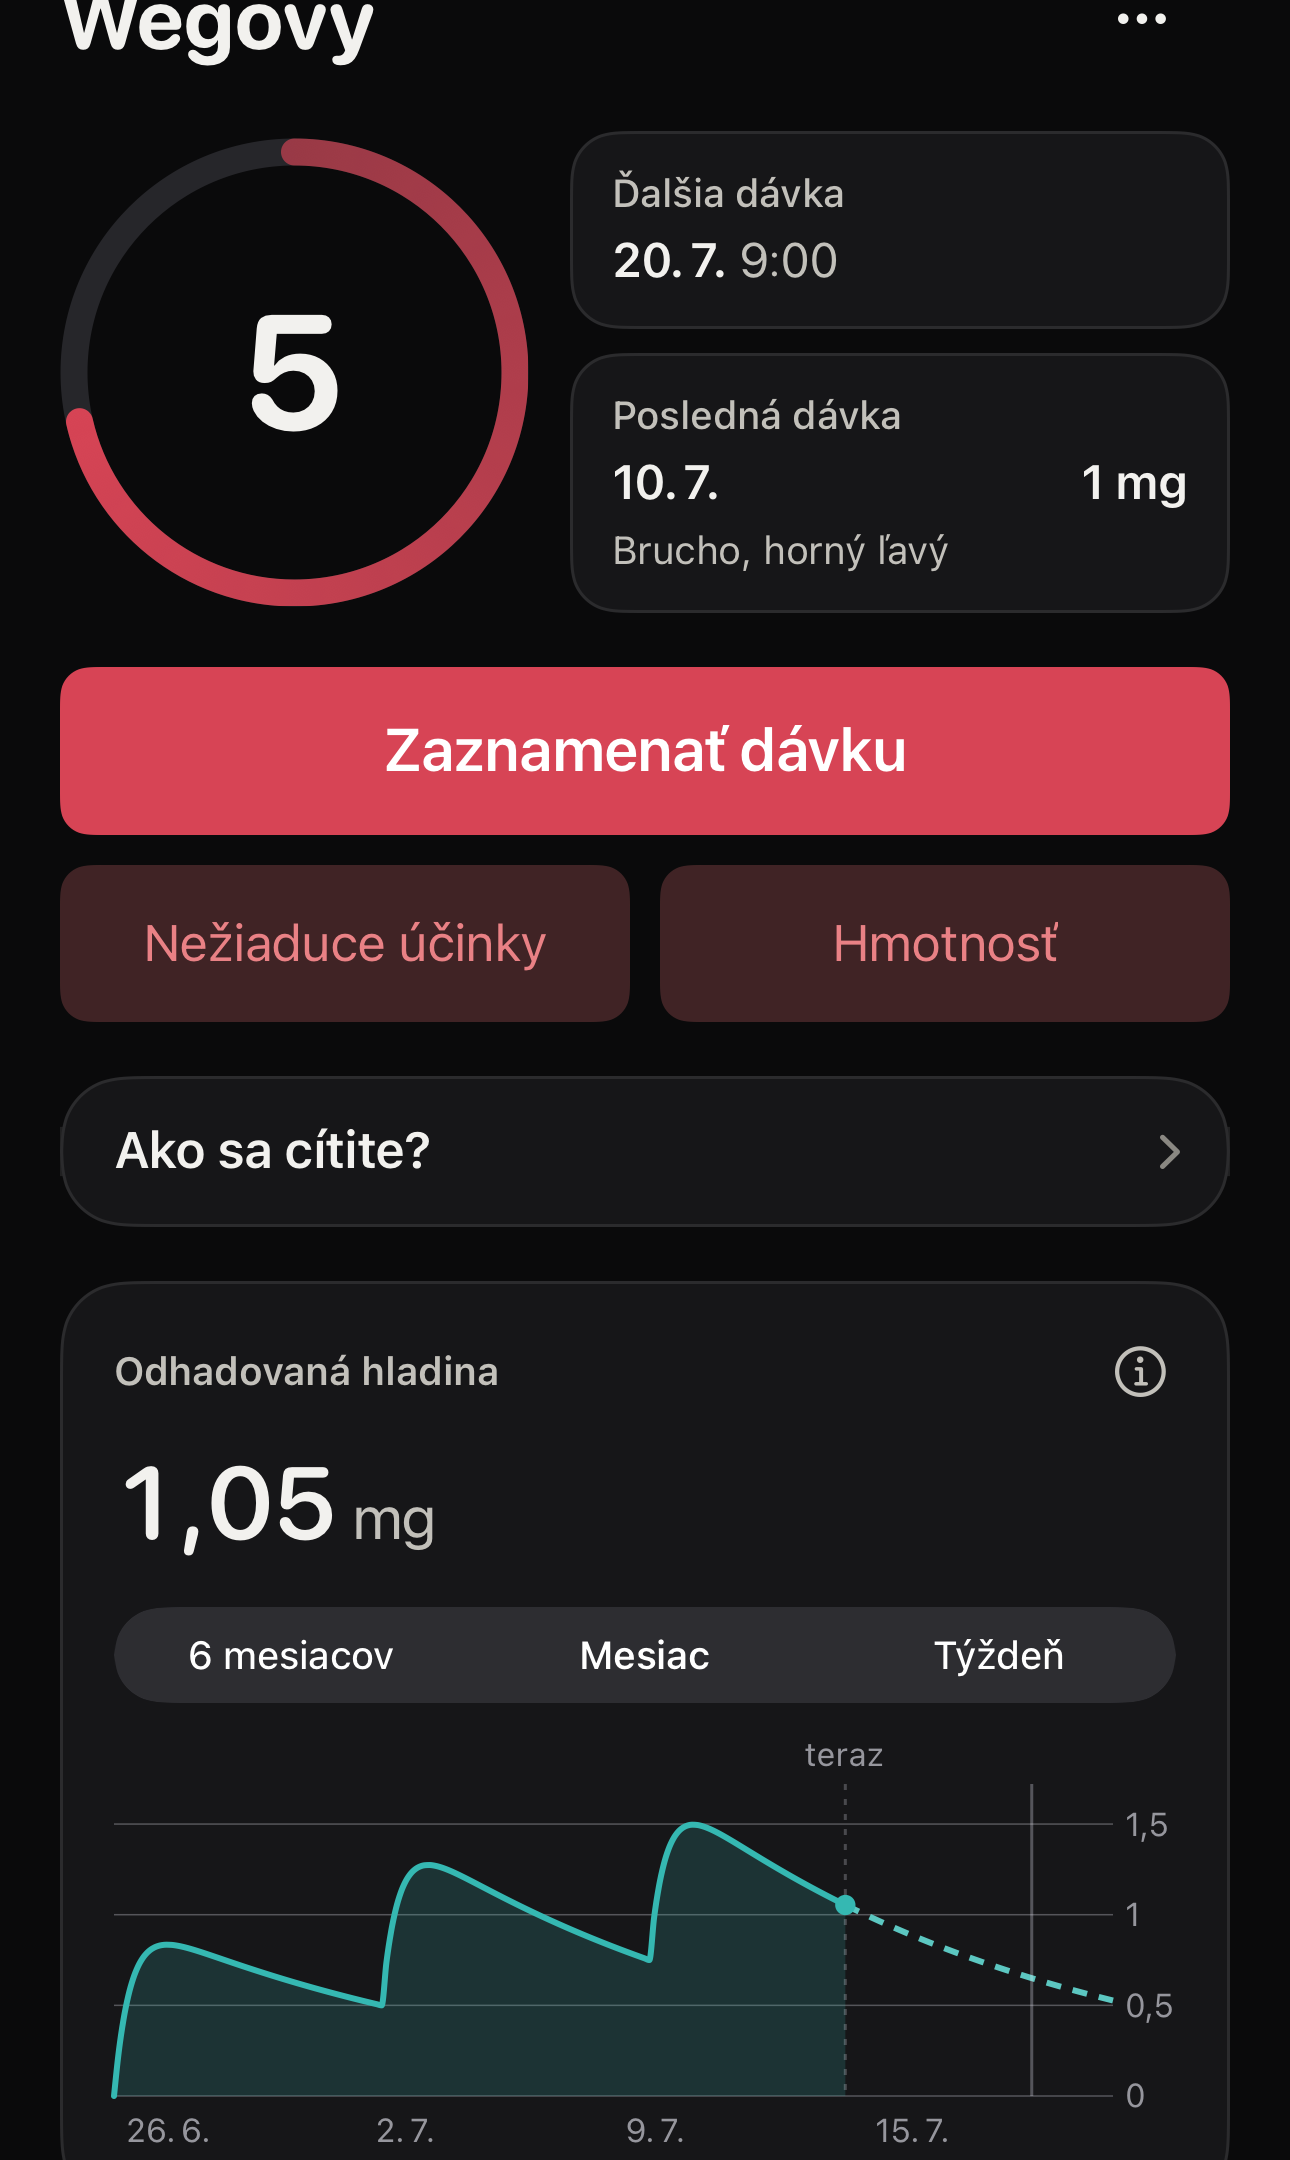 Wegovy
5
Ďalšia dávka
20. 7. 9:00
Posledná dávka
10. 7. 1 mg
Brucho, horný ľavý
Zaznamenať dávku
Nežiaduce účinky
Hmotnosť
Ako sa cítite?
Odhadovaná hladina
1,05 mg
6 mesiacov
Mesiac
Týždeň
teraz
1,5
1
0,5
0
26. 6.
2. 7.
9. 7.
15. 7.